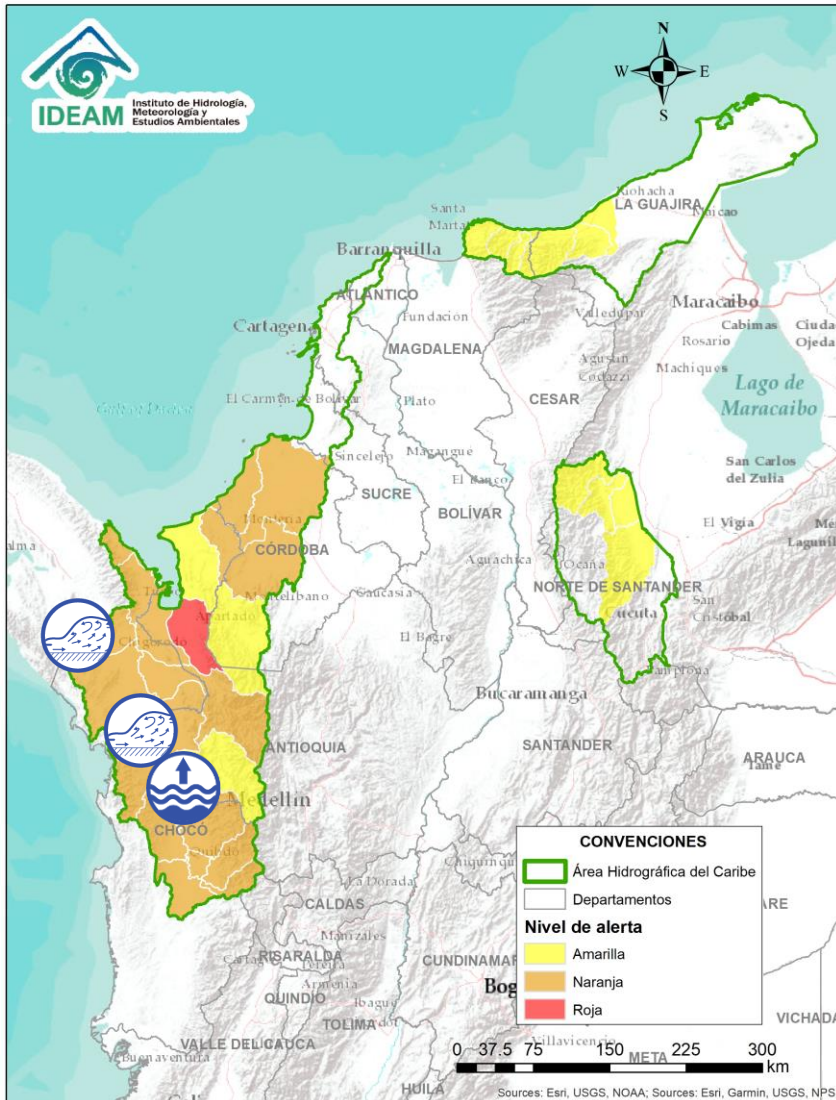 IDEAM
Instituto de Hidrología,
Meteorología y
Estudios Ambientales
N
W
E
S
Riohacha
LA GUAJIRA
Maicao
Santa
Marta
Barranquilla
ATLÁNTICO
Maracaibo
Cabimas
Ciudad
Ojeda
Fundación
Valledupar
Cartagena
Rosario
MAGDALENA
Machiques
Agustín
Codazzi
Lago de
Maracaibo
CESAR
El Carmen de Bolívar
Plato
Sincelejo
Magangué
San Carlos
del Zulia
El Banco
SUCRE
BOLÍVAR
Montería
El Vigía
CÓRDOBA
Aguachica
Ocaña
NORTE DE SANTANDER
Montelíbano
Caucasia
San
Cristóbal
Apartado
El Bagre
Chigorodó
Pamplona
Bucaramanga
ANTIOQUIA
SANTANDER
ARAUCA
Tame
Medellín
CHOCÓ
Quibdó
La Dorada
CALDAS
Manizales
RISARALDA
Pereira
Armenia
QUINDÍO
Ibague
TOLIMA
CUNDINAMAR
Bog
VALLE DEL CAUCA
Buenaventura
Villavicencio
META
VICHADA
HUILA
CONVENCIONES
Área Hidrográfica del Caribe
Departamentos
Nivel de alerta
Amarilla
Naranja
Roja
0 37.5 75 150 225 300
km
Sources: Esri, USGS, NOAA; Sources: Esri, Garmin, USGS, NPS